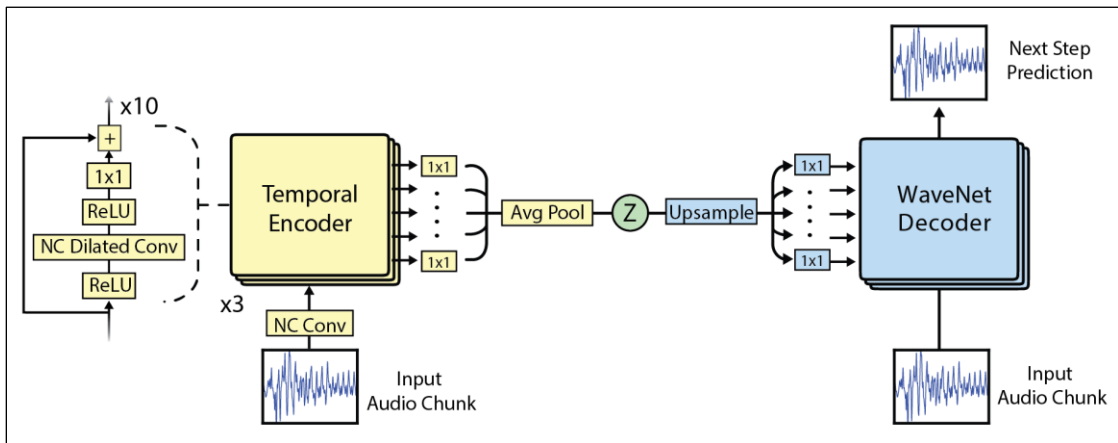 x10
+
1x1
ReLU
NC Dilated Conv
ReLU
Temporal
Encoder
x3
NC Conv
Input
Audio Chunk
1x1
1x1
Avg Pool
Z
Upsample
1x1
1x1
WaveNet
Decoder
Next Step
Prediction
Input
Audio Chunk